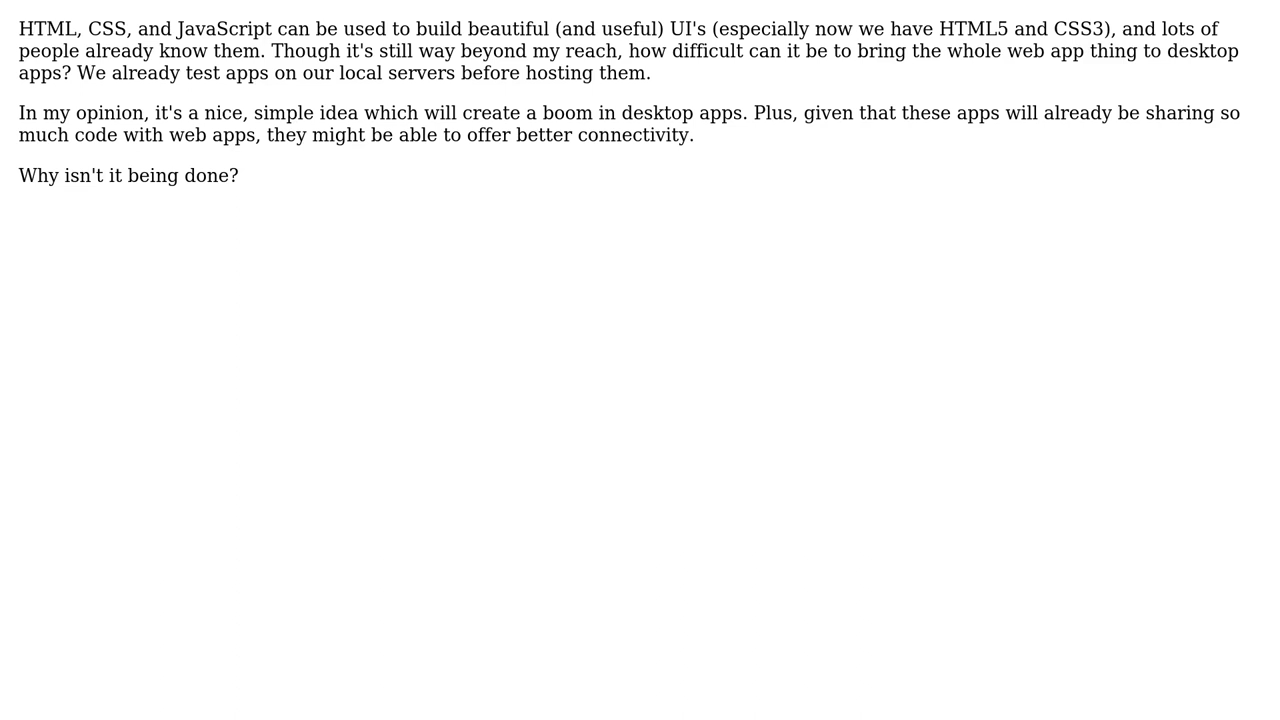 HTML, CSS, and JavaScript can be used to build beautiful (and useful) UI's (especially now we have HTML5 and CSS3), and lots of
people already know them. Though it's still way beyond my reach, how difficult can it be to bring the whole web app thing to desktop
apps? We already test apps on our local servers before hosting them.
In my opinion, it's a nice, simple idea which will create a boom in desktop apps. Plus, given that these apps will already be sharing so
much code with web apps, they might be able to offer better connectivity.
Why isn't it being done?